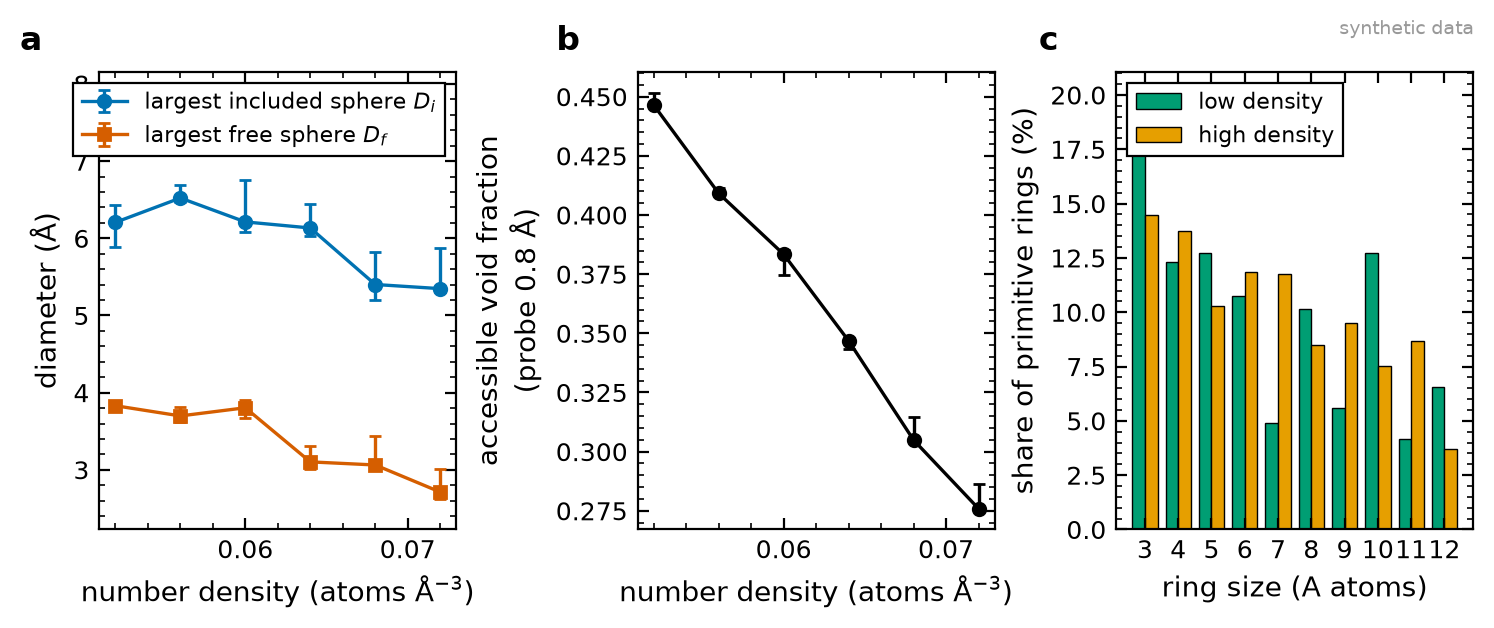 synthetic data
a
b
c
largest included sphere Di
largest free sphere Df
7
6
5
4
3
diameter (Å)
0.06
0.07
number density (atoms Å⁻³)
0.450
0.425
0.400
0.375
0.350
0.325
0.300
0.275
accessible void fraction
(probe 0.8 Å)
0.06
0.07
number density (atoms Å⁻³)
low density
high density
20.0
17.5
15.0
12.5
10.0
7.5
5.0
2.5
0.0
share of primitive rings (%)
3 4 5 6 7 8 9 10 11 12
ring size (A atoms)